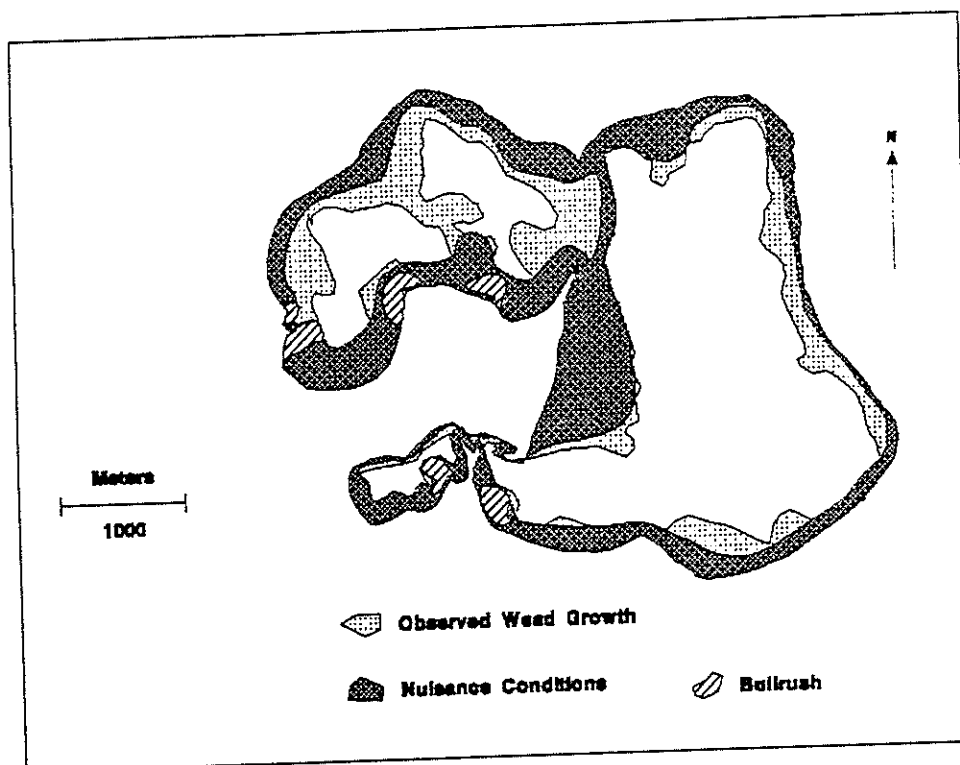 N
Meters
1000
Observed Weed Growth
Nuisance Conditions
Bullrush